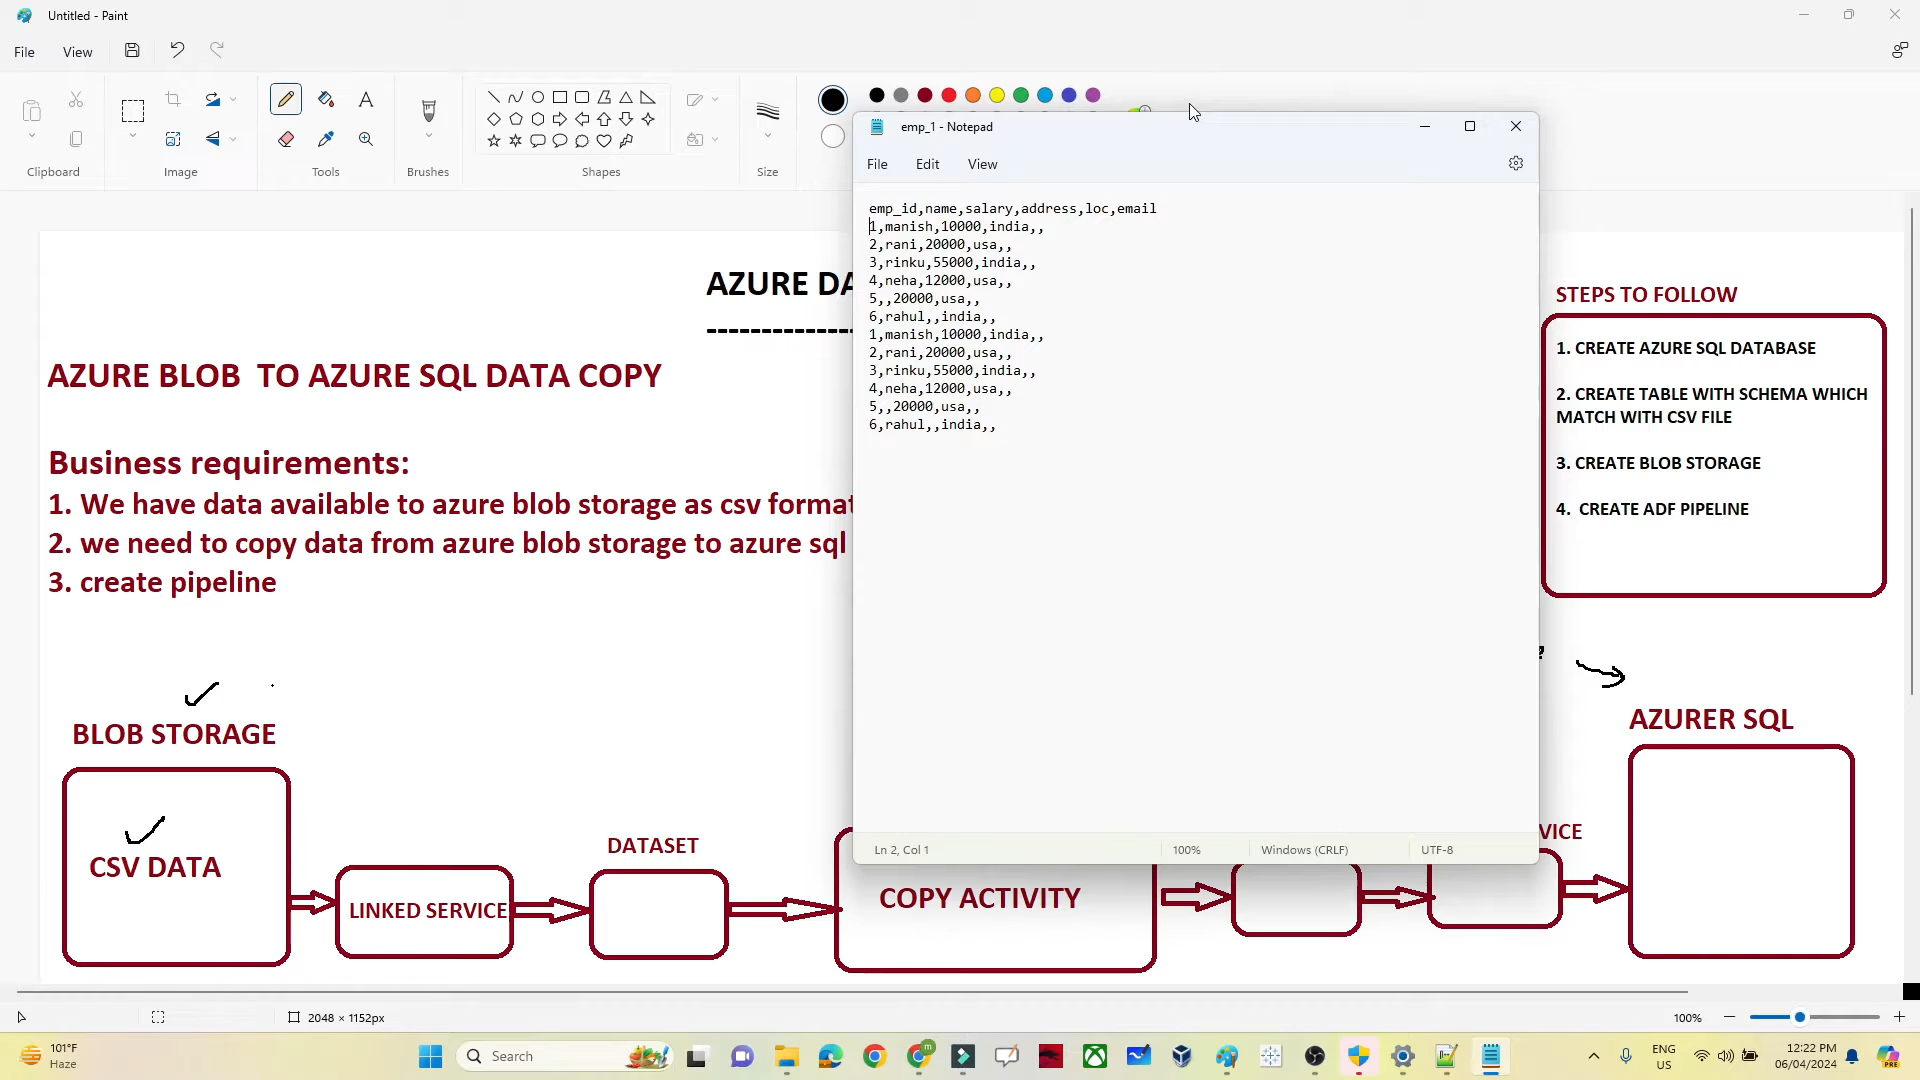 Untitled - Paint
File
View
Clipboard
Image
Tools
Brushes
Shapes
Size
emp_1 - Notepad
File
Edit
View
emp_id,name,salary,address,loc,email
1,manish,10000,india,,
2,rani,20000,usa,,
3,rinku,55000,india,,
4,neha,12000,usa,,
5,,20000,usa,,
6,rahul,,india,,
1,manish,10000,india,,
2,rani,20000,usa,,
3,rinku,55000,india,,
4,neha,12000,usa,,
5,,20000,usa,,
6,rahul,,india,,
Ln 2, Col 1
100%
Windows (CRLF)
UTF-8
AZURE DA
---------------
AZURE BLOB TO AZURE SQL DATA COPY
Business requirements:
1. We have data available to azure blob storage as csv format
2. we need to copy data from azure blob storage to azure sql
3. create pipeline
STEPS TO FOLLOW
1. CREATE AZURE SQL DATABASE
2. CREATE TABLE WITH SCHEMA WHICH
MATCH WITH CSV FILE
3. CREATE BLOB STORAGE
4. CREATE ADF PIPELINE
?
BLOB STORAGE
CSV DATA
LINKED SERVICE
DATASET
COPY ACTIVITY
VICE
AZURER SQL
2048 × 1152px
100%
101°F
Haze
Search
m
ENG
US
12:22 PM
06/04/2024
PRE